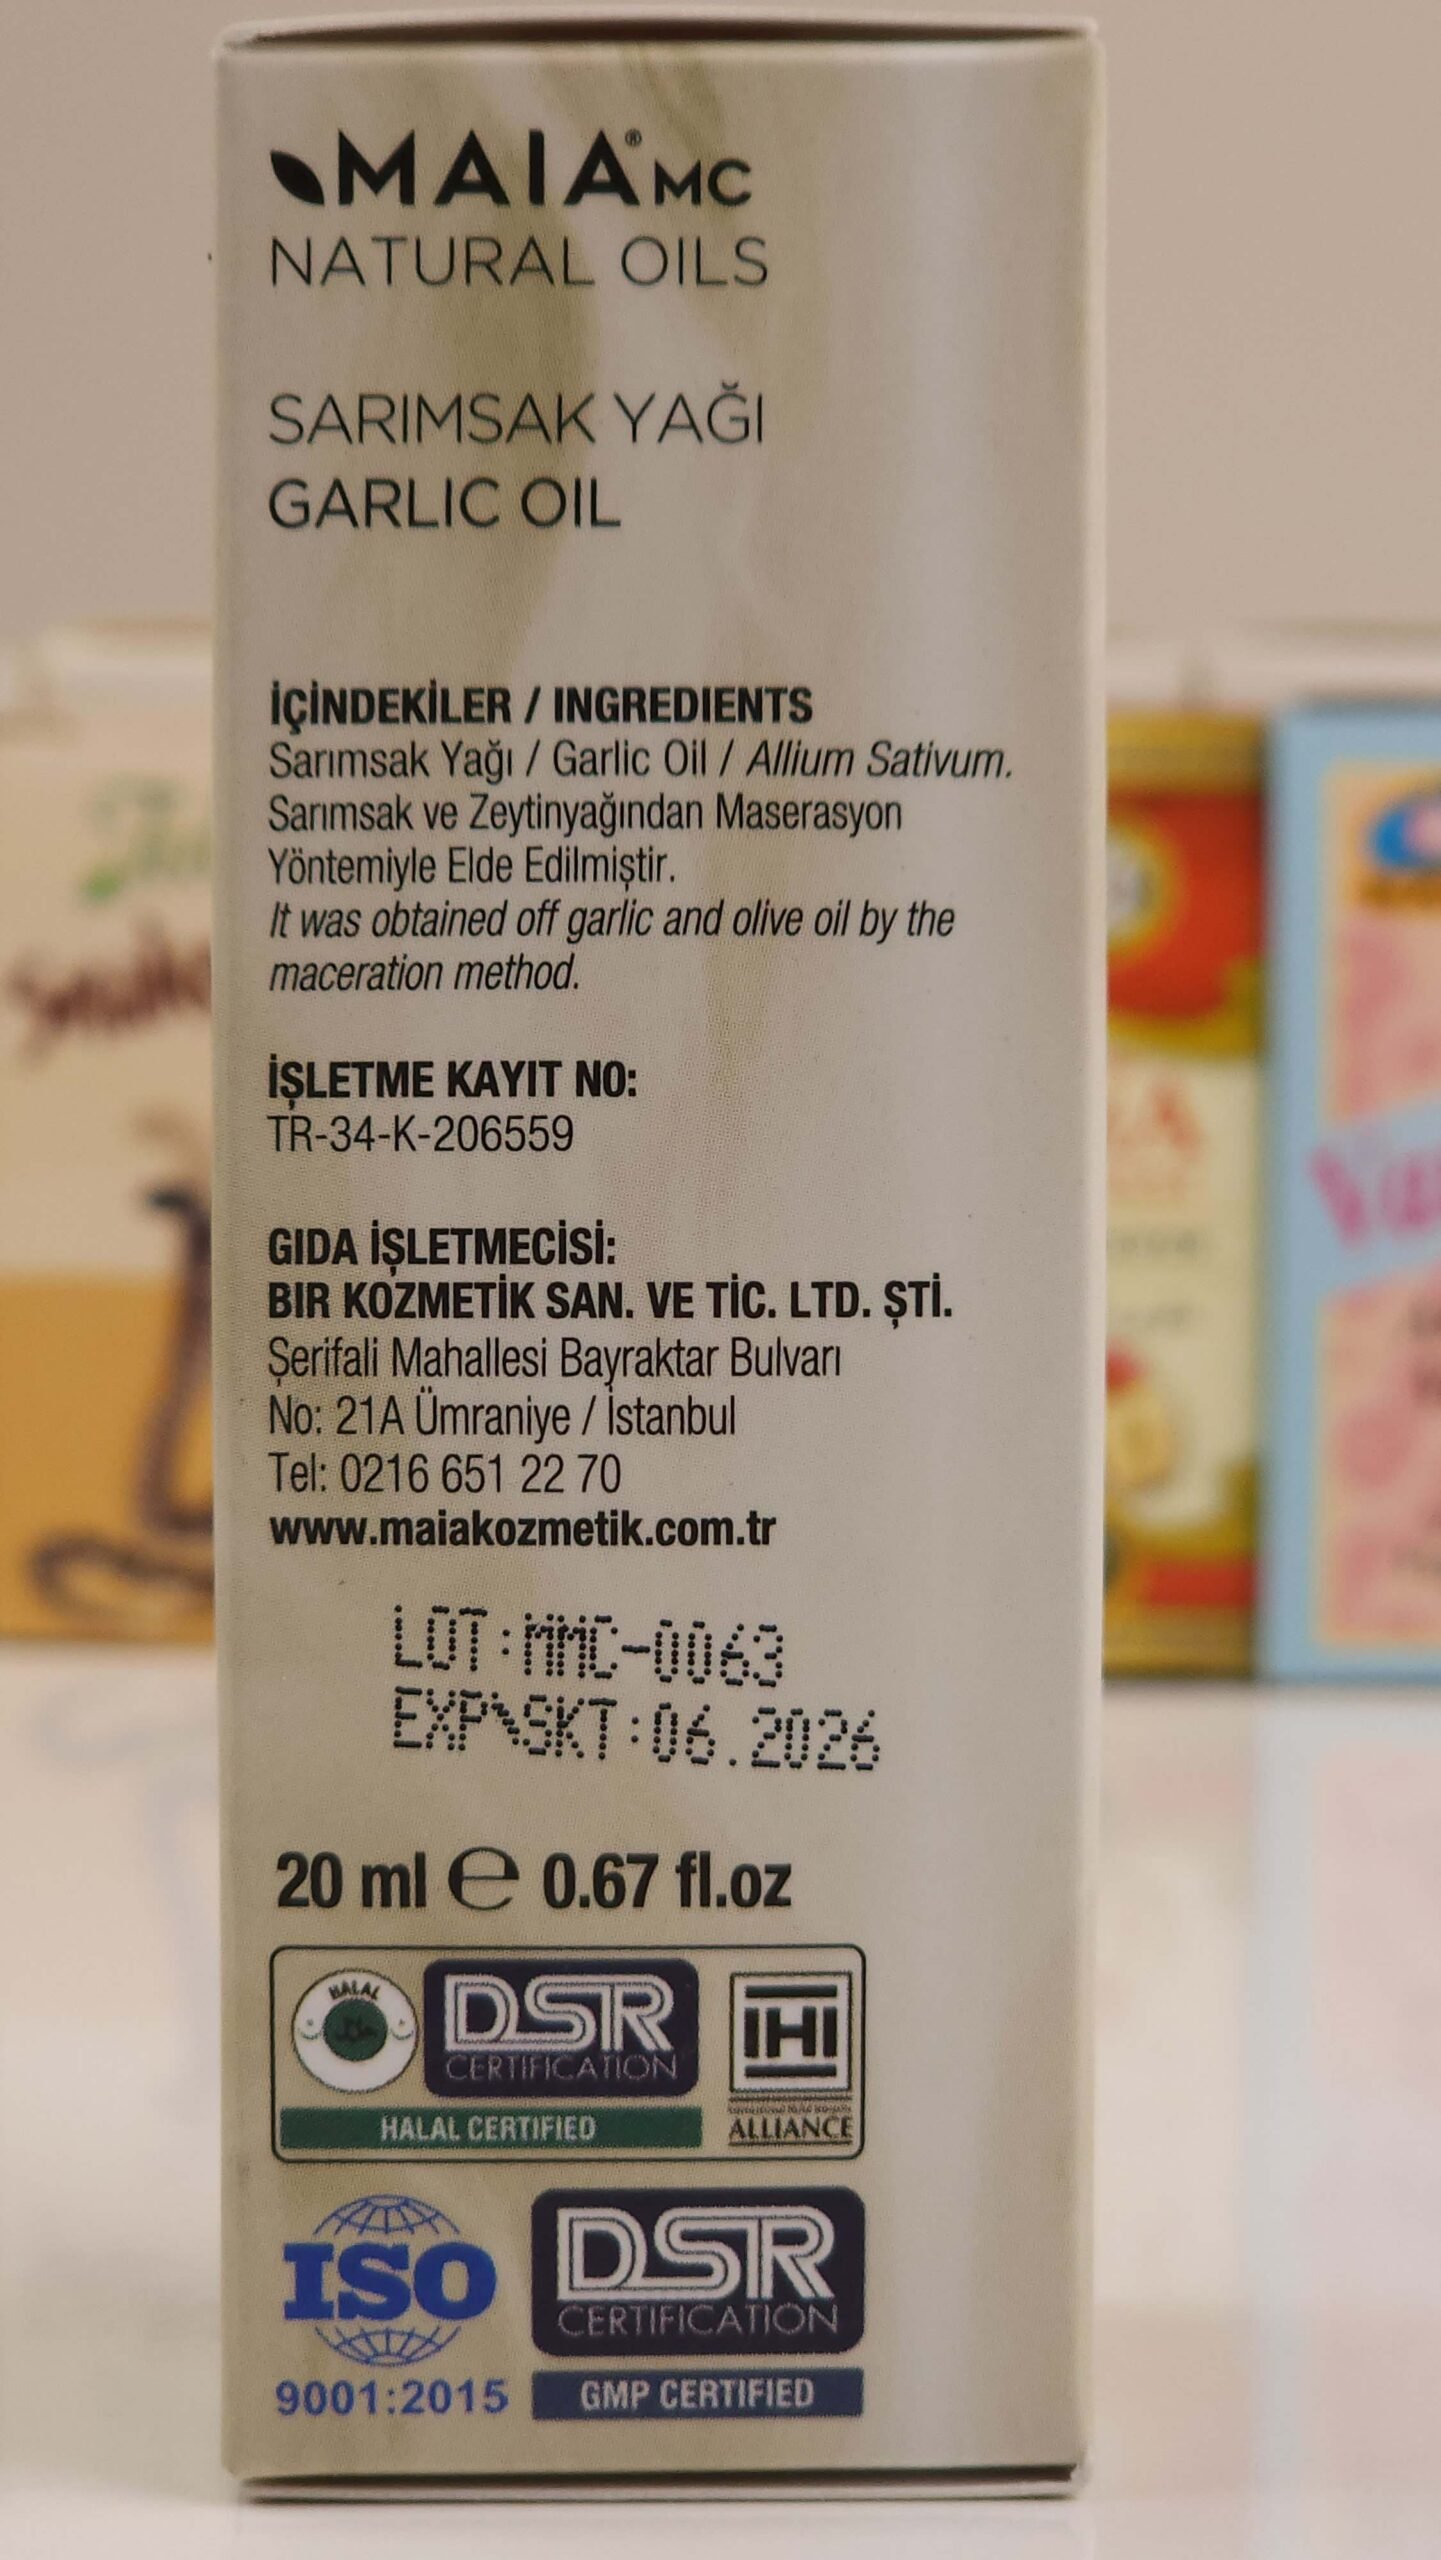 MAIA® MC
NATURAL OILS
SARIMSAK YAĞI
GARLIC OIL
İÇİNDEKİLER / INGREDIENTS
Sarımsak Yağı / Garlic Oil / Allium Sativum.
Sarımsak ve Zeytinyağından Maserasyon
Yöntemiyle Elde Edilmiştir.
It was obtained off garlic and olive oil by the
maceration method.
İŞLETME KAYIT NO:
TR-34-K-206559
GIDA İŞLETMECİSİ:
BIR KOZMETİK SAN. VE TİC. LTD. ŞTİ.
Şerifali Mahallesi Bayraktar Bulvarı
No: 21A Ümraniye / İstanbul
Tel: 0216 651 22 70
www.maiakozmetik.com.tr
LOT:MMC-0063
EXP\SKT:06.2026
20 ml ℮ 0.67 fl.oz
HALAL
حلال
DSR
CERTIFICATION
HALAL CERTIFIED
IHI
ALLIANCE
ISO
9001:2015
DSR
CERTIFICATION
GMP CERTIFIED